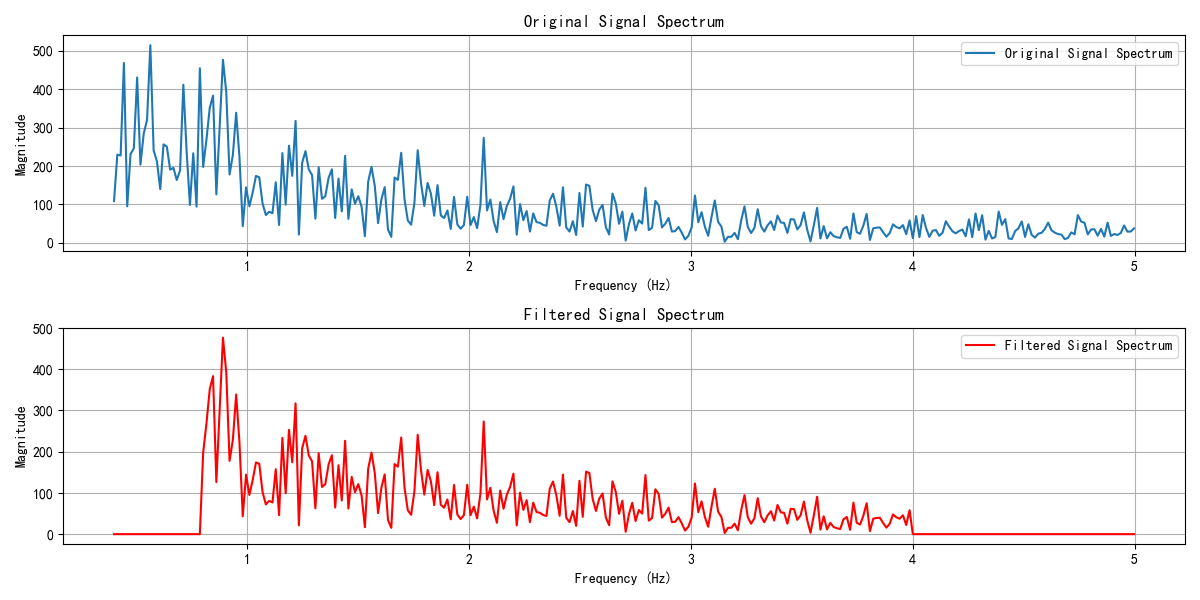 Original Signal Spectrum
Original Signal Spectrum
Magnitude
500
400
300
200
100
0
1
2
3
4
5
Frequency (Hz)
Filtered Signal Spectrum
Filtered Signal Spectrum
Magnitude
500
400
300
200
100
0
1
2
3
4
5
Frequency (Hz)